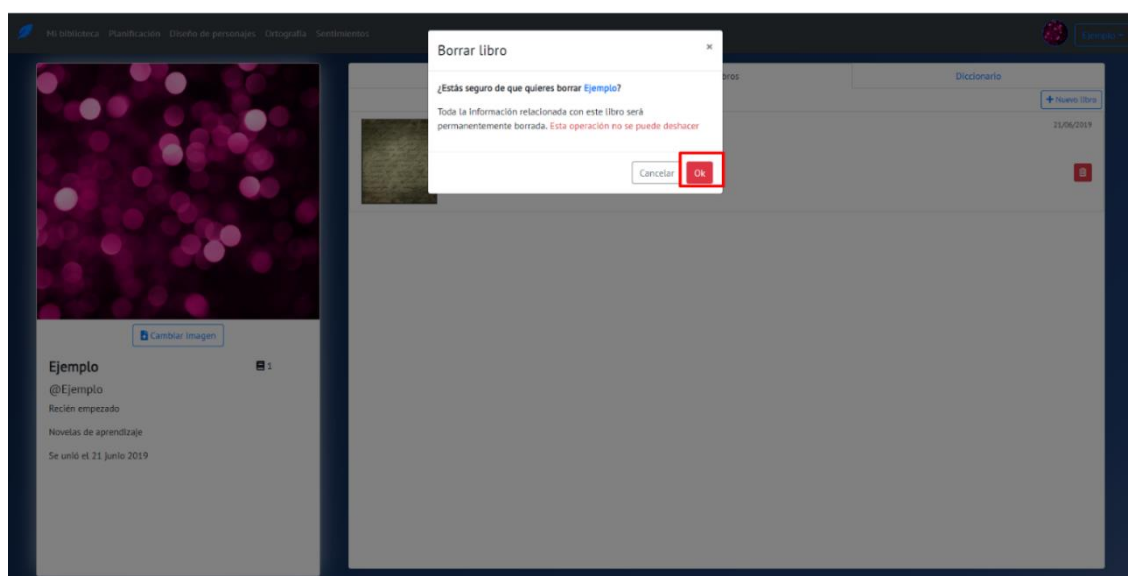 Mi biblioteca Planificación Diseño de personajes Ortografía Sentimientos
Ejemplo
Borrar libro ×
¿Estás seguro de que quieres borrar Ejemplo?
Toda la información relacionada con este libro será
permanentemente borrada. Esta operación no se puede deshacer
Cancelar Ok
Diccionario
+ Nuevo libro
21/06/2019
Cambiar imagen
Ejemplo 1
@Ejemplo
Recién empezado
Novelas de aprendizaje
Se unió el 21 junio 2019